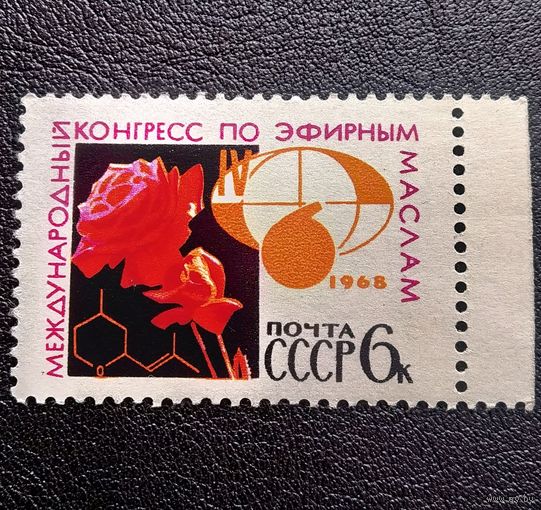 МЕЖДУНАРОДНЫЙ КОНГРЕСС ПО ЭФИРНЫМ МАСЛАМ
IV
1968
O
ПОЧТА
СССР 6к